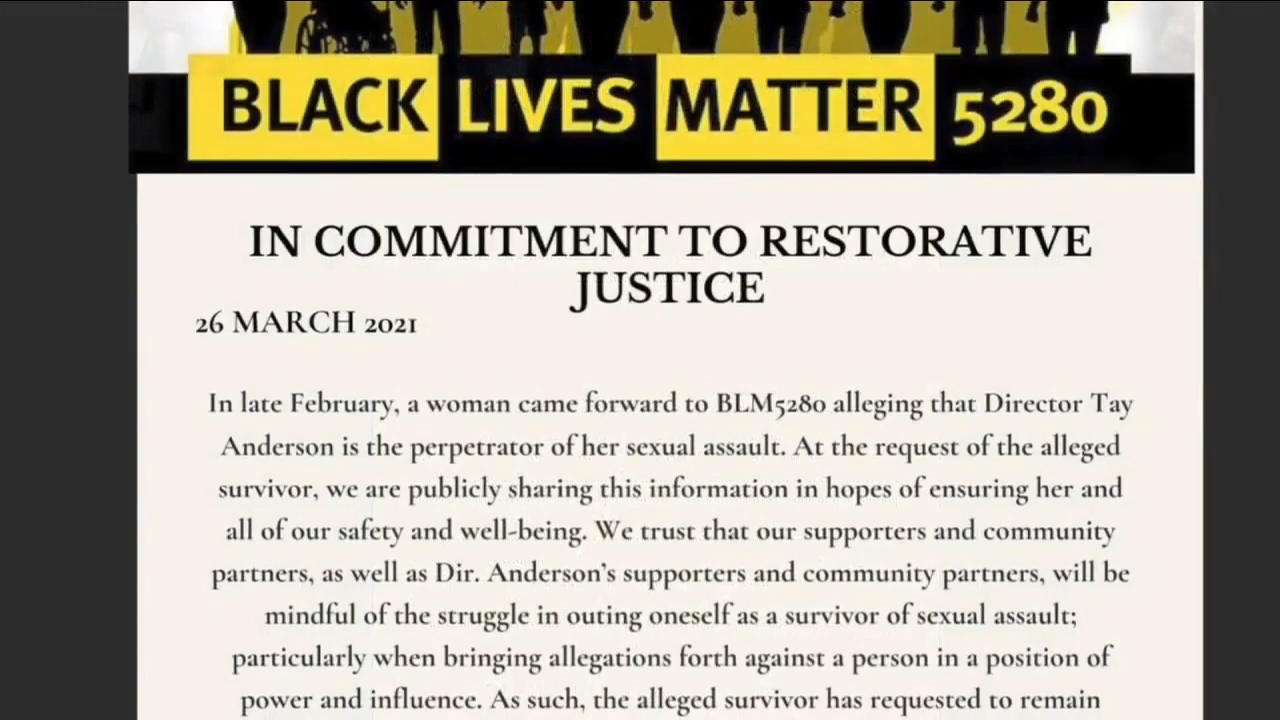 BLACK LIVES MATTER 5280
IN COMMITMENT TO RESTORATIVE
JUSTICE
26 MARCH 2021
In late February, a woman came forward to BLM5280 alleging that Director Tay
Anderson is the perpetrator of her sexual assault. At the request of the alleged
survivor, we are publicly sharing this information in hopes of ensuring her and
all of our safety and well-being. We trust that our supporters and community
partners, as well as Dir. Anderson's supporters and community partners, will be
mindful of the struggle in outing oneself as a survivor of sexual assault;
particularly when bringing allegations forth against a person in a position of
power and influence. As such, the alleged survivor has requested to remain